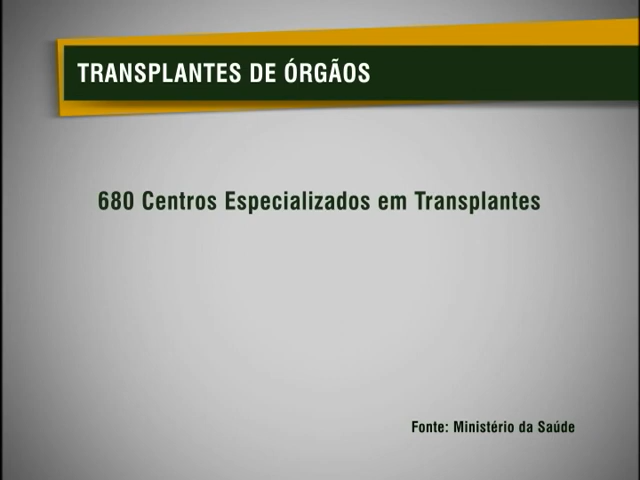 TRANSPLANTES DE ÓRGÃOS
680 Centros Especializados em Transplantes
Fonte: Ministério da Saúde